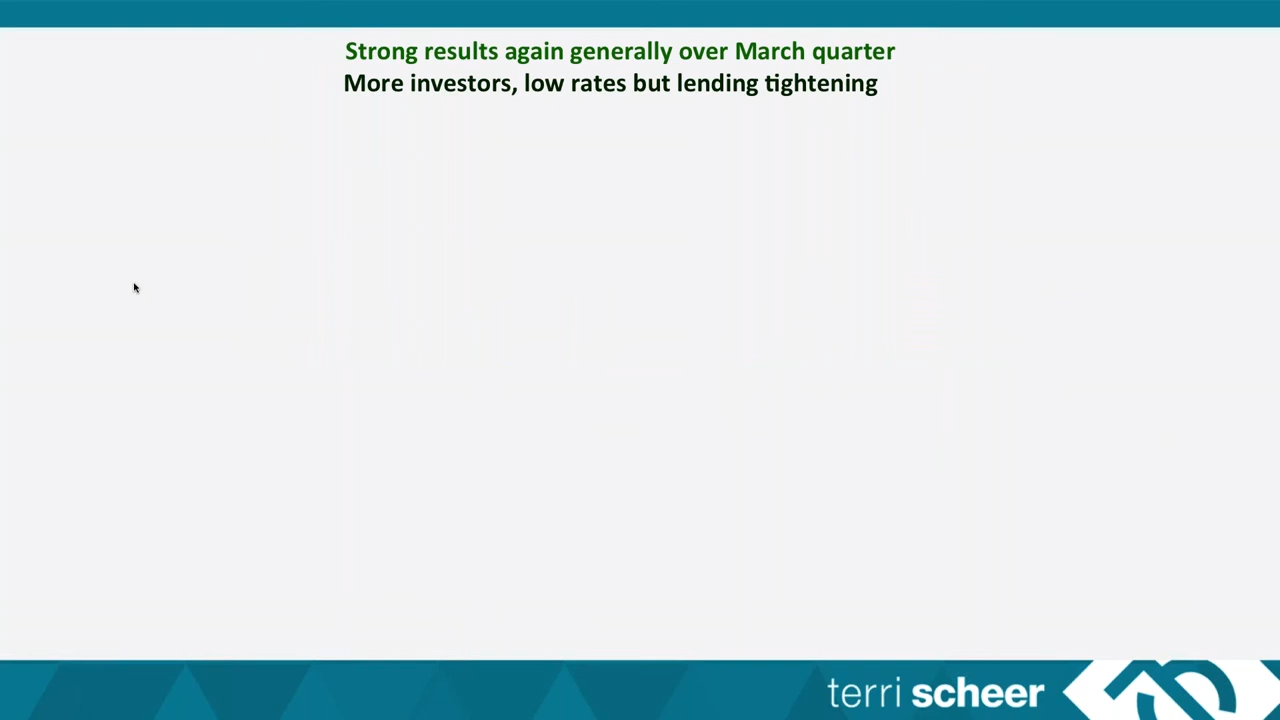 Strong results again generally over March quarter
More investors, low rates but lending tightening
terri scheer